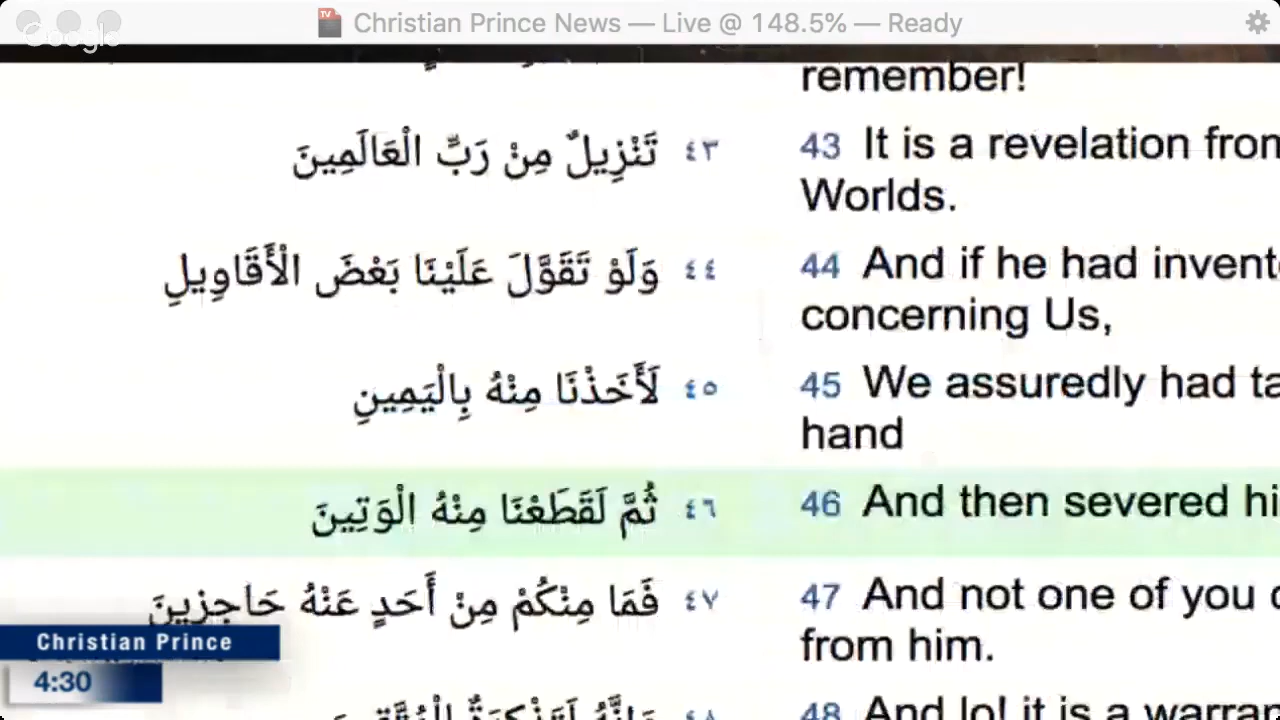 Christian Prince News — Live @ 148.5% — Ready
Google
remember!
٤٣ تَنْزِيلٌ مِنْ رَبِّ الْعَالَمِينَ
43 It is a revelation from
Worlds.
٤٤ وَلَوْ تَقَوَّلَ عَلَيْنَا بَعْضَ الْأَقَاوِيلِ
44 And if he had invent
concerning Us,
٤٥ لَأَخَذْنَا مِنْهُ بِالْيَمِينِ
45 We assuredly had ta
hand
٤٦ ثُمَّ لَقَطَعْنَا مِنْهُ الْوَتِينَ
46 And then severed hi
٤٧ فَمَا مِنْكُمْ مِنْ أَحَدٍ عَنْهُ حَاجِزِينَ
47 And not one of you
from him.
Christian Prince
4:30
48 And lo! it is a warran